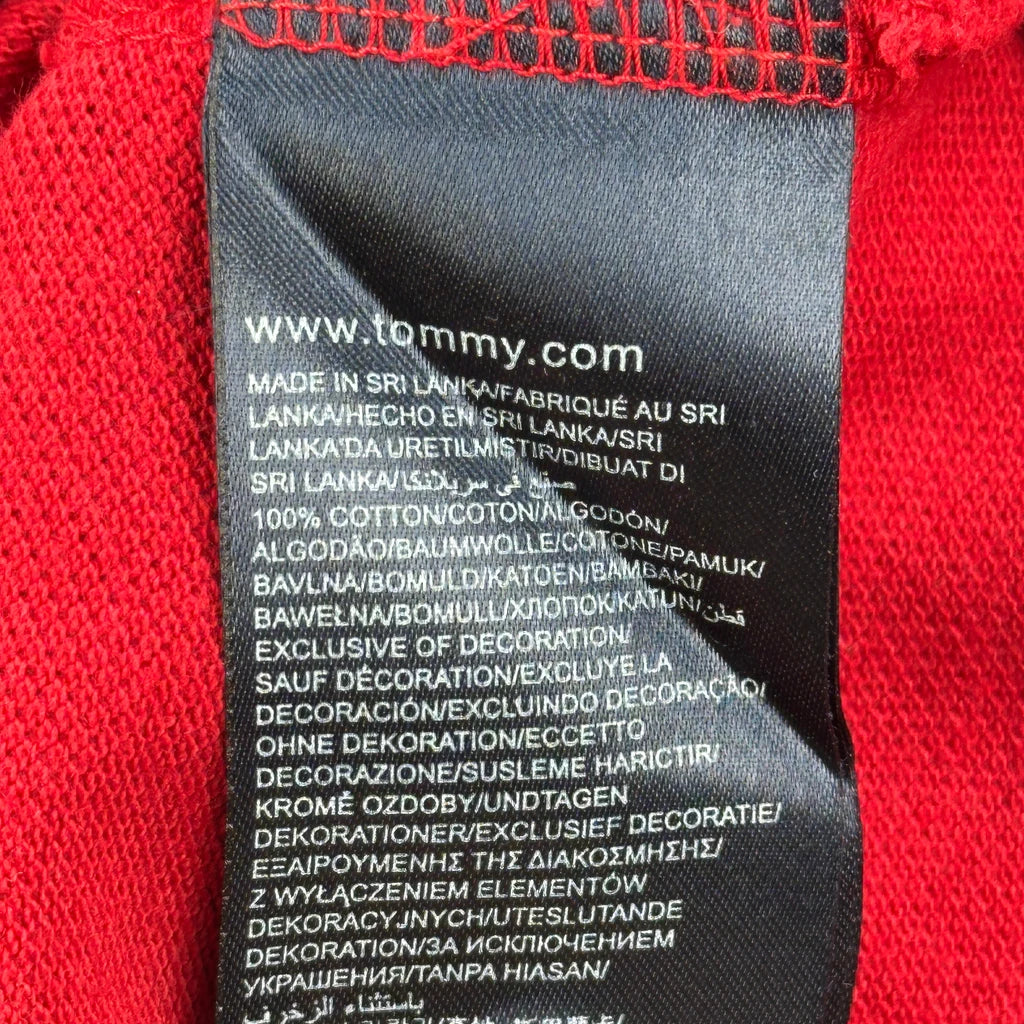 www.tommy.com
MADE IN SRI LANKA/FABRIQUÉ AU SRI
LANKA/HECHO EN SRI LANKA/SRI
LANKA'DA URETILMISTIR/DIBUAT DI
SRI LANKA/صنع في سريلانكا
100% COTTON/COTON/ALGODÓN/
ALGODÃO/BAUMWOLLE/COTONE/PAMUK/
BAVLNA/BOMULD/KATOEN/ΒΑΜΒΑΚΙ/
BAWEŁNA/BOMULL/ХЛОПОК/KATUN/قطن
EXCLUSIVE OF DECORATION/
SAUF DÉCORATION/EXCLUYE LA
DECORACIÓN/EXCLUINDO DECORAÇÃO/
OHNE DEKORATION/ECCETTO
DECORAZIONE/SUSLEME HARICTIR/
KROMĚ OZDOBY/UNDTAGEN
DEKORATIONER/EXCLUSIEF DECORATIE/
ΕΞΑΙΡΟΥΜΕΝΗΣ ΤΗΣ ΔΙΑΚΟΣΜΗΣΗΣ/
Z WYŁĄCZENIEM ELEMENTÓW
DEKORACYJNYCH/UTESLUTANDE
DEKORATION/ЗА ИСКЛЮЧЕНИЕМ
УКРАШЕНИЯ/TANPA HIASAN/
باستثناء الزخرف